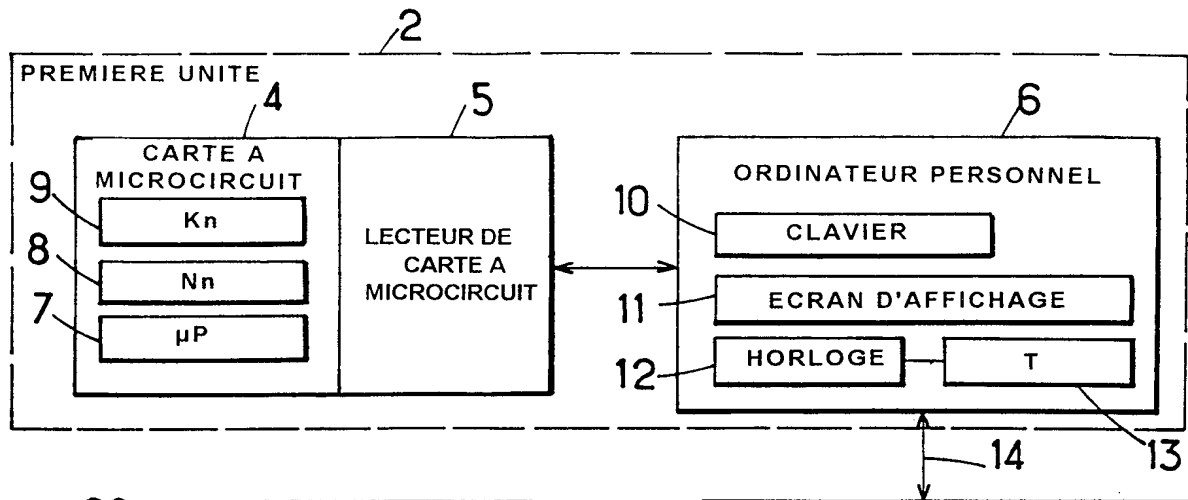 2
PREMIERE UNITE
4
5
6
CARTE A
MICROCIRCUIT
9
Kn
8
Nn
7
µP
LECTEUR DE
CARTE A
MICROCIRCUIT
ORDINATEUR PERSONNEL
10
CLAVIER
11
ECRAN D'AFFICHAGE
12
HORLOGE
T
14
13